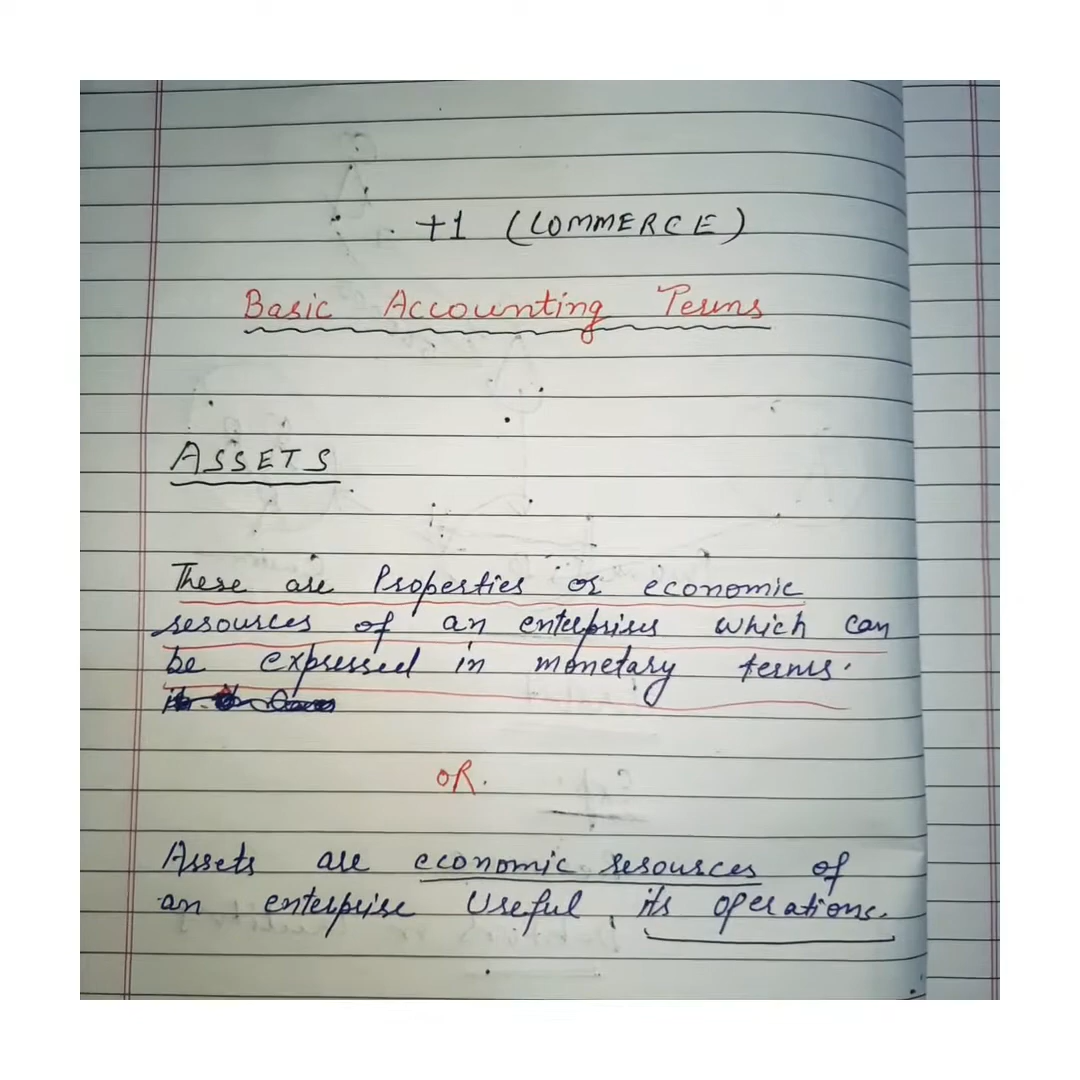 +1 (COMMERCE)
Basic Accounting Terms
ASSETS
These are Properties or economic
resources of an enterprises which can
be expressed in monetary terms.
OR.
Assets are economic resources of
an enterprise Useful, its operations.